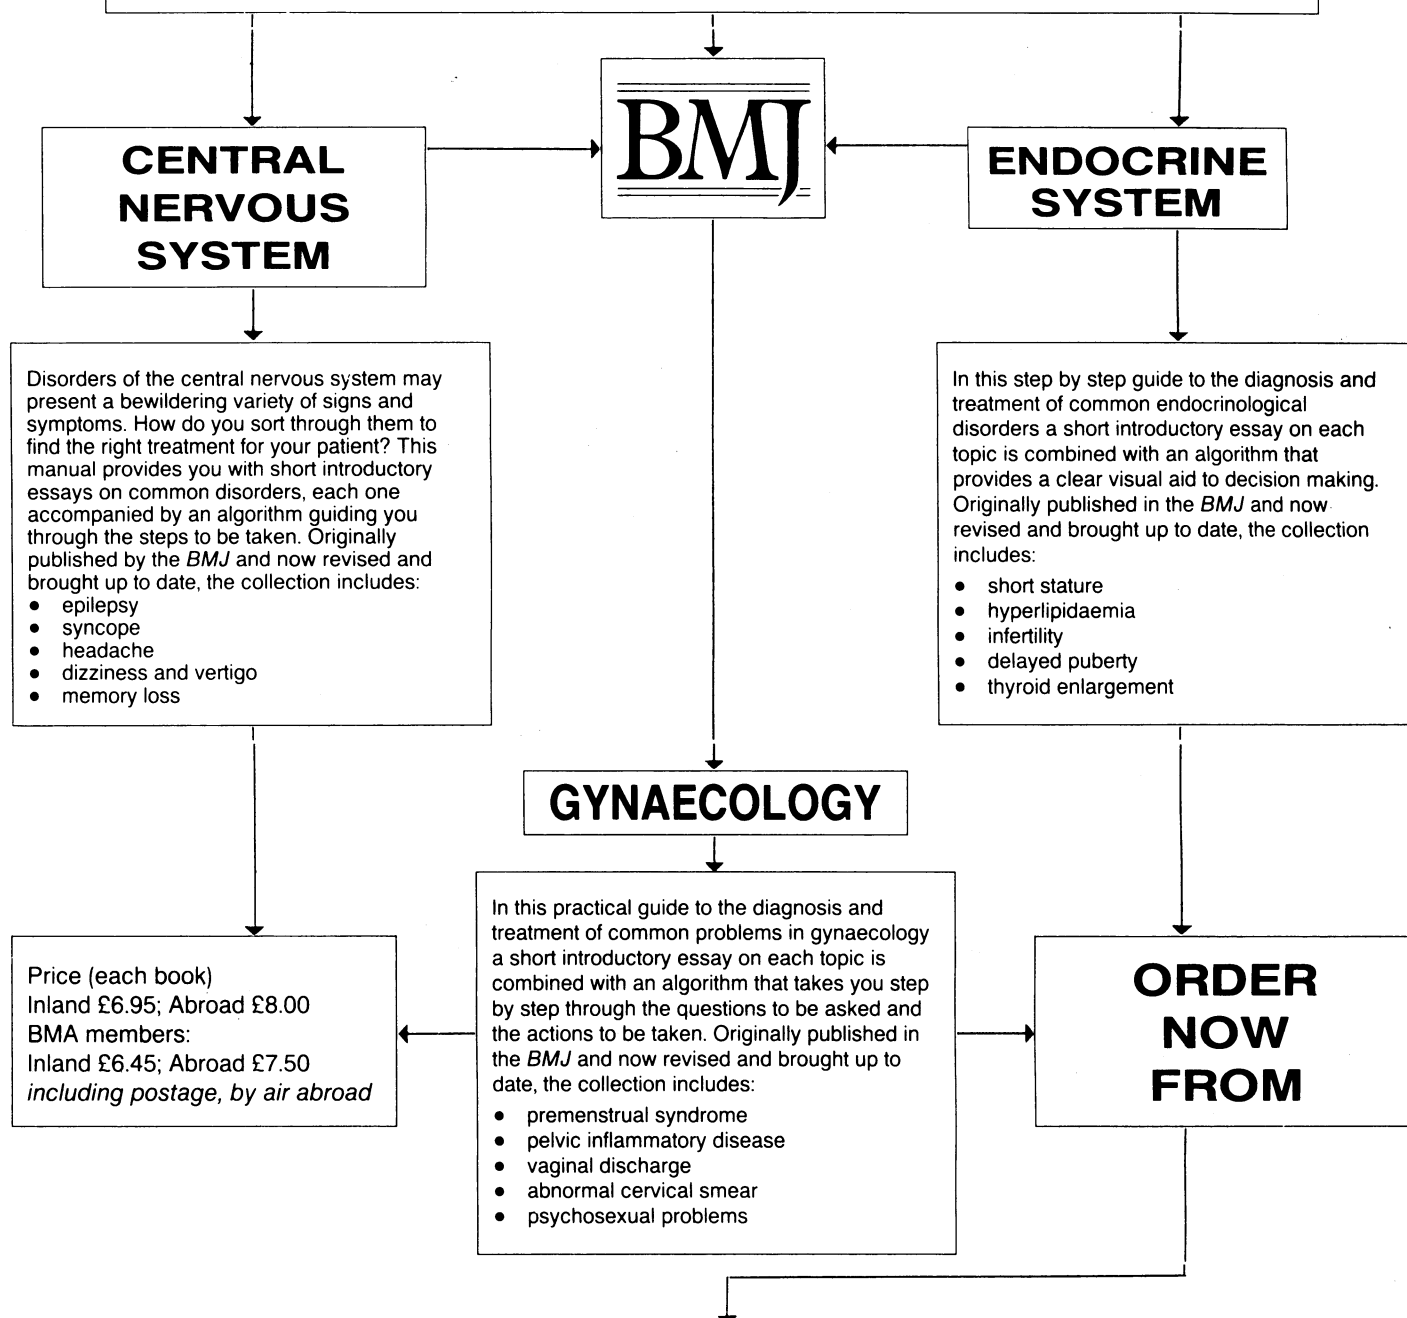 BMJ
CENTRAL
NERVOUS
SYSTEM
ENDOCRINE
SYSTEM
Disorders of the central nervous system may
present a bewildering variety of signs and
symptoms. How do you sort through them to
find the right treatment for your patient? This
manual provides you with short introductory
essays on common disorders, each one
accompanied by an algorithm guiding you
through the steps to be taken. Originally
published by the BMJ and now revised and
brought up to date, the collection includes:
• epilepsy
• syncope
• headache
• dizziness and vertigo
• memory loss
In this step by step guide to the diagnosis and
treatment of common endocrinological
disorders a short introductory essay on each
topic is combined with an algorithm that
provides a clear visual aid to decision making.
Originally published in the BMJ and now
revised and brought up to date, the collection
includes:
• short stature
• hyperlipidaemia
• infertility
• delayed puberty
• thyroid enlargement
GYNAECOLOGY
In this practical guide to the diagnosis and
treatment of common problems in gynaecology
a short introductory essay on each topic is
combined with an algorithm that takes you step
by step through the questions to be asked and
the actions to be taken. Originally published in
the BMJ and now revised and brought up to
date, the collection includes:
• premenstrual syndrome
• pelvic inflammatory disease
• vaginal discharge
• abnormal cervical smear
• psychosexual problems
Price (each book)
Inland £6.95; Abroad £8.00
BMA members:
Inland £6.45; Abroad £7.50
including postage, by air abroad
ORDER
NOW
FROM